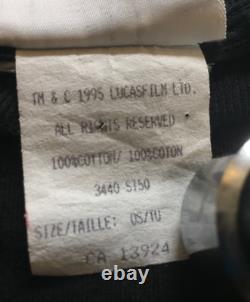 TM & C 1995 LUCASFILM LTD.
ALL RIGHTS RESERVED
100%COTTON/ 100%COTON
3440 S150
SIZE/TAILLE: OS/TU
CA 13924